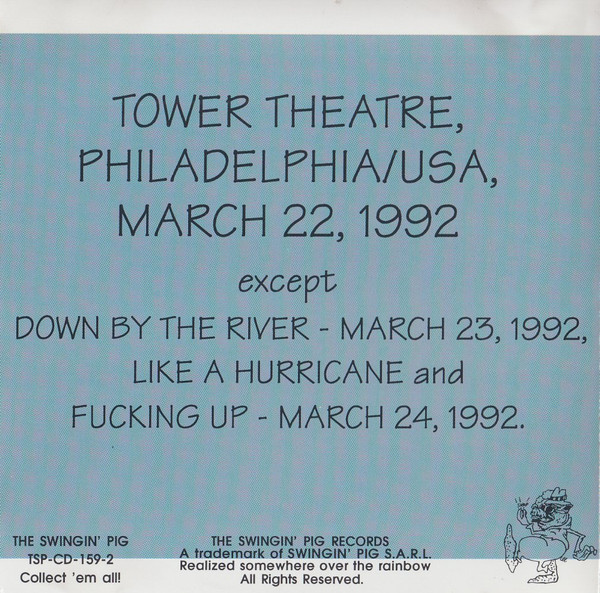 TOWER THEATRE,
PHILADELPHIA/USA,
MARCH 22, 1992
except
DOWN BY THE RIVER - MARCH 23, 1992,
LIKE A HURRICANE and
FUCKING UP - MARCH 24, 1992.
THE SWINGIN' PIG
TSP-CD-159-2
Collect 'em all!
THE SWINGIN' PIG RECORDS
A trademark of SWINGIN' PIG S.A.R.L.
Realized somewhere over the rainbow
All Rights Reserved.